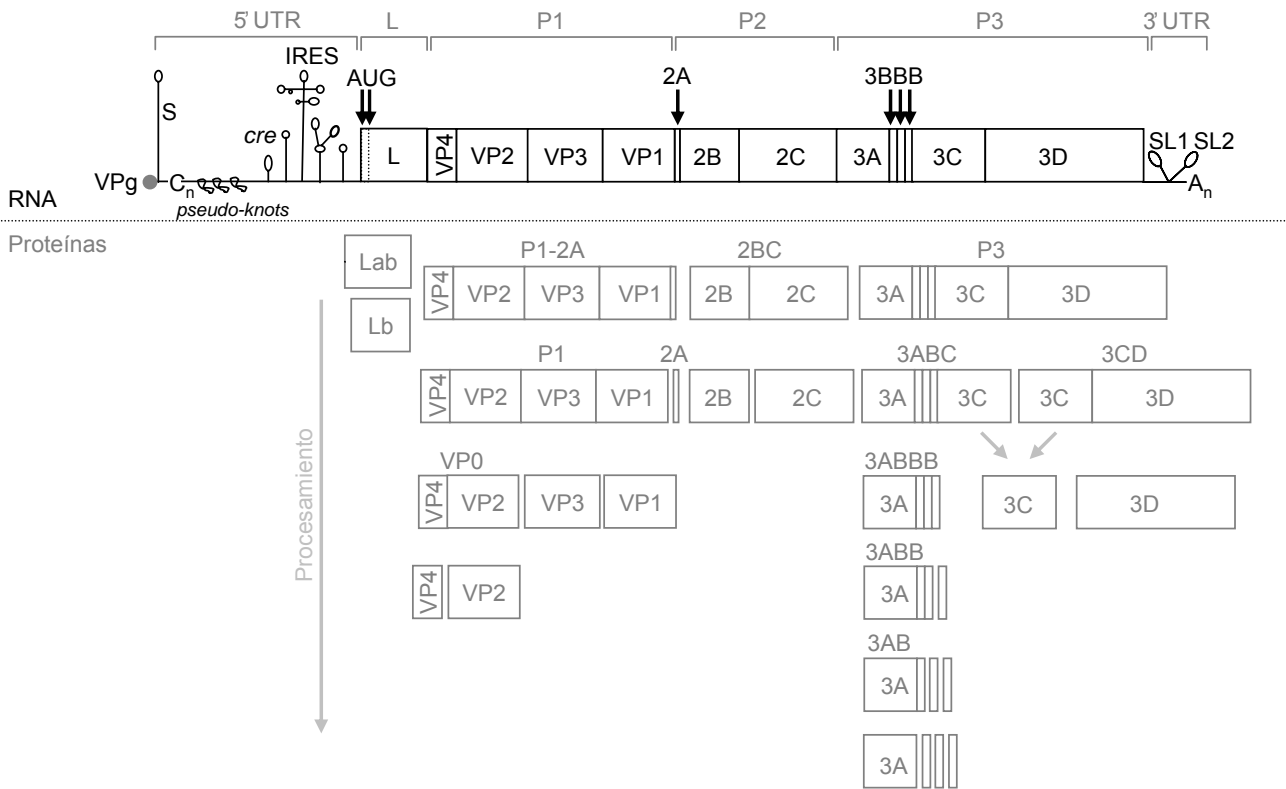 5' UTR L P1 P2 P3 3' UTR
IRES
AUG 2A 3BBB
S
cre
L VP4 VP2 VP3 VP1 2B 2C 3A 3C 3D
SL1 SL2
VPg Cn An
RNA
pseudo-knots
Proteínas
Lab
P1-2A 2BC P3
VP4 VP2 VP3 VP1 2B 2C 3A 3C 3D
Lb
P1 2A 3ABC 3CD
VP4 VP2 VP3 VP1 2B 2C 3A 3C 3C 3D
Procesamiento
VP0 3ABBB
VP4 VP2 VP3 VP1 3A 3C 3D
3ABB
VP4 VP2 3A
3AB
3A
3A